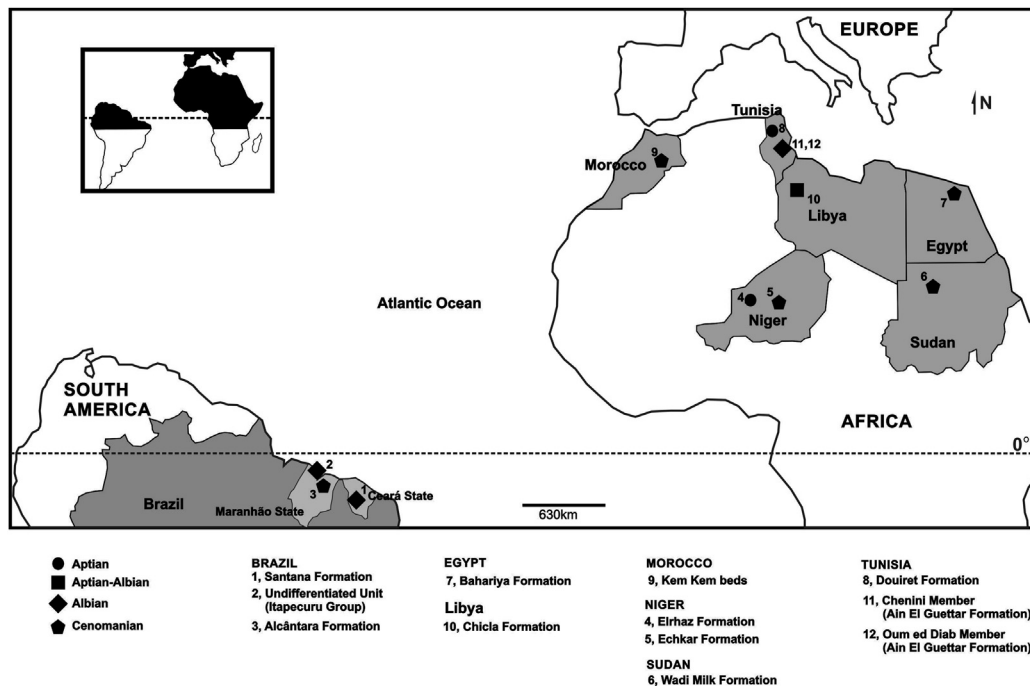 EUROPE
N
Tunisia
8
11,12
9
Morocco
10
Libya
7
Egypt
6
Sudan
4
5
Niger
Atlantic Ocean
SOUTH
AMERICA
AFRICA
0°
2
3
1
Ceará State
Maranhão State
Brazil
630km
Aptian
Aptian-Albian
Albian
Cenomanian
BRAZIL
1, Santana Formation
2, Undifferentiated Unit
(Itapecuru Group)
3, Alcântara Formation
EGYPT
7, Bahariya Formation
Libya
10, Chicla Formation
MOROCCO
9, Kem Kem beds
NIGER
4, Elrhaz Formation
5, Echkar Formation
SUDAN
6, Wadi Milk Formation
TUNISIA
8, Douiret Formation
11, Chenini Member
(Ain El Guettar Formation)
12, Oum ed Diab Member
(Ain El Guettar Formation)